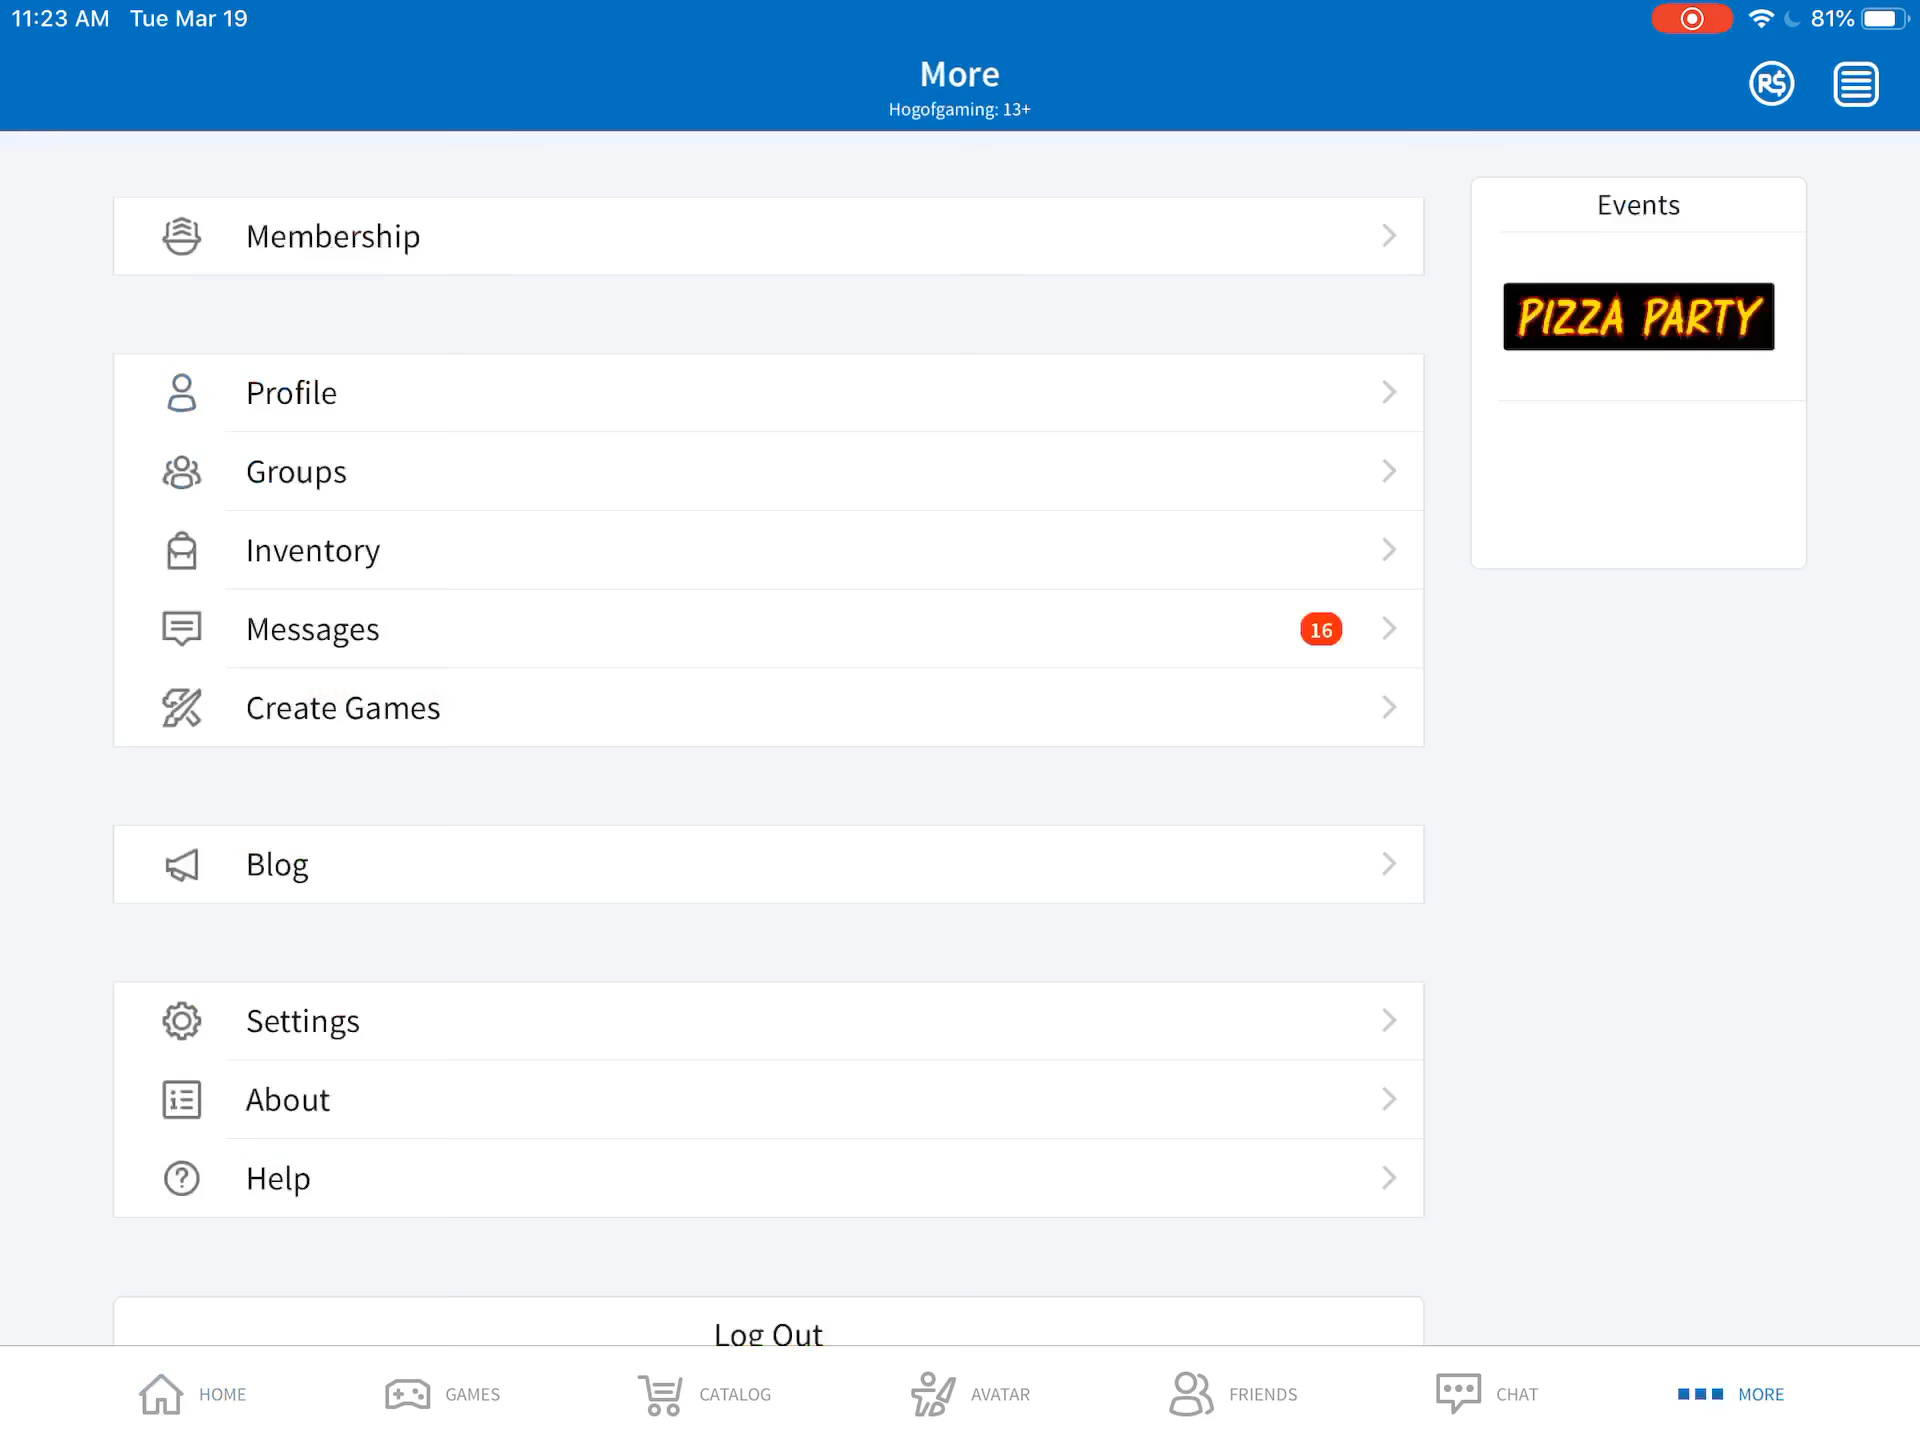 11:23 AM Tue Mar 19
81%
More
Hogofgaming: 13+
R$
Membership
Events
PIZZA PARTY
Profile
Groups
Inventory
Messages
16
Create Games
Blog
Settings
About
Help
Log Out
HOME
GAMES
CATALOG
AVATAR
FRIENDS
CHAT
MORE